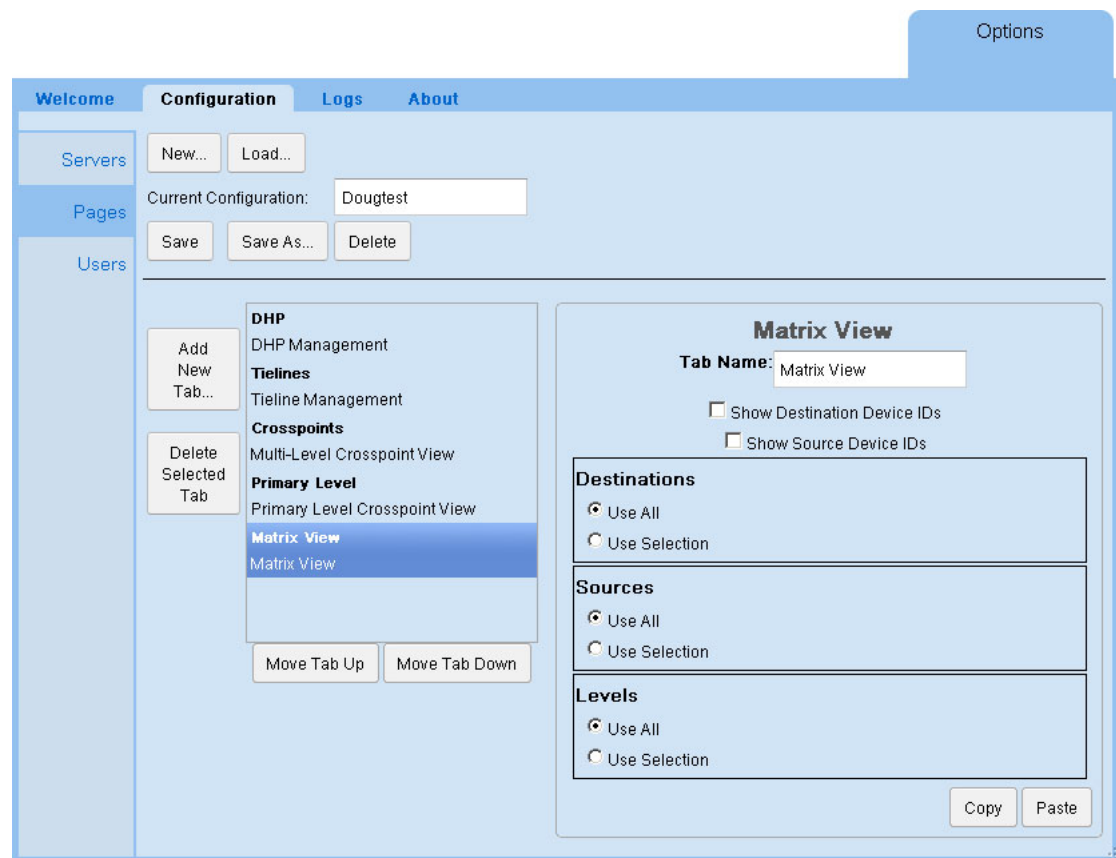 Options
Welcome Configuration Logs About
Servers
Pages
Users
New... Load...
Current Configuration: Dougtest
Save Save As... Delete
Add
New
Tab...
Delete
Selected
Tab
DHP
DHP Management
Tielines
Tieline Management
Crosspoints
Multi-Level Crosspoint View
Primary Level
Primary Level Crosspoint View
Matrix View
Matrix View
Move Tab Up Move Tab Down
Matrix View
Tab Name: Matrix View
Show Destination Device IDs
Show Source Device IDs
Destinations
Use All
Use Selection
Sources
Use All
Use Selection
Levels
Use All
Use Selection
Copy Paste